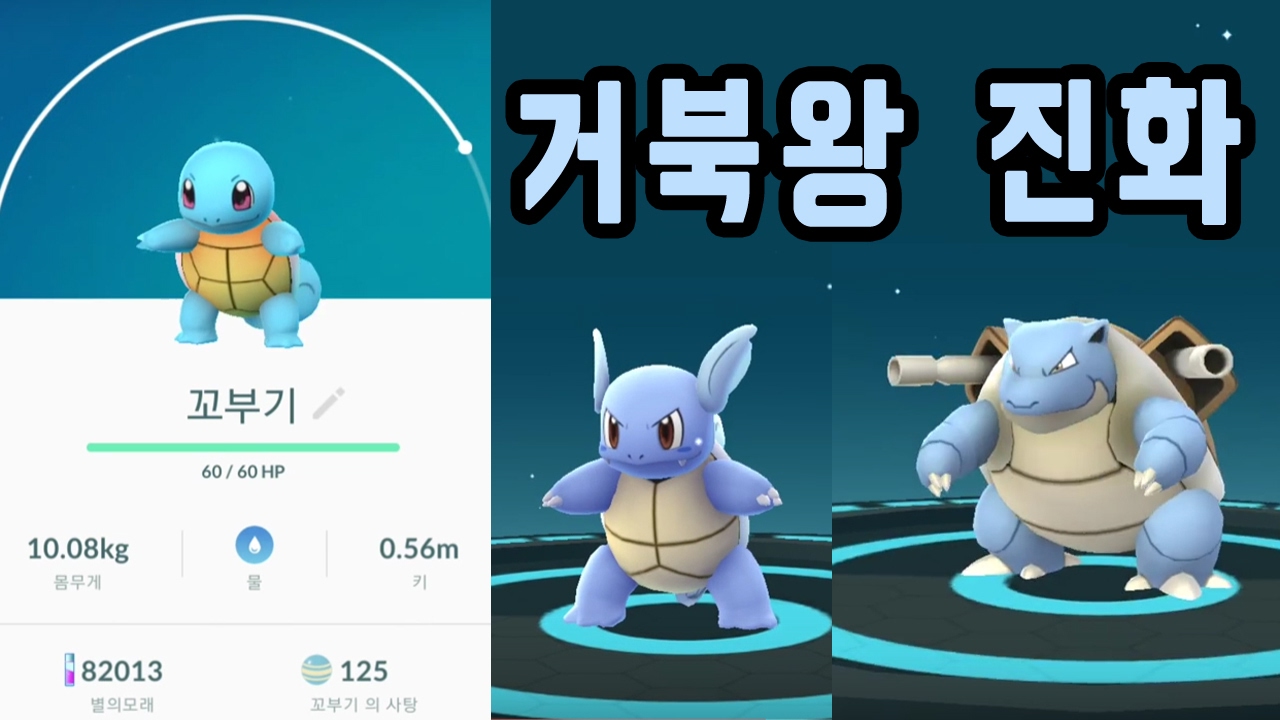 거북왕 진화
꼬부기
60 / 60 HP
10.08kg
몸무게
물
0.56m
키
82013
별의모래
125
꼬부기 의 사탕